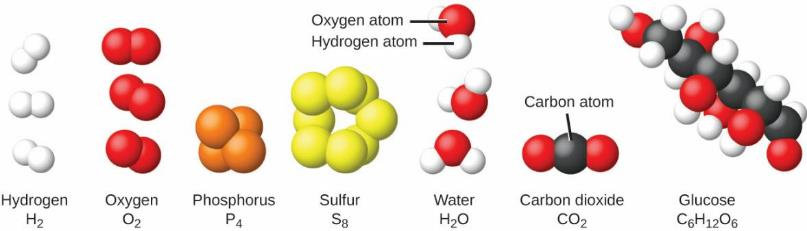 Oxygen atom
Hydrogen atom
Carbon atom
Hydrogen
H₂
Oxygen
O₂
Phosphorus
P₄
Sulfur
S₈
Water
H₂O
Carbon dioxide
CO₂
Glucose
C₆H₁₂O₆